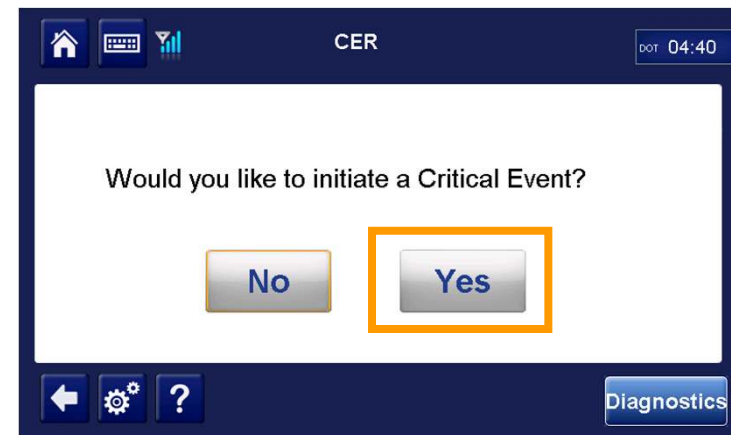 CER
DOT 04:40
Would you like to initiate a Critical Event?
No Yes
?
Diagnostics